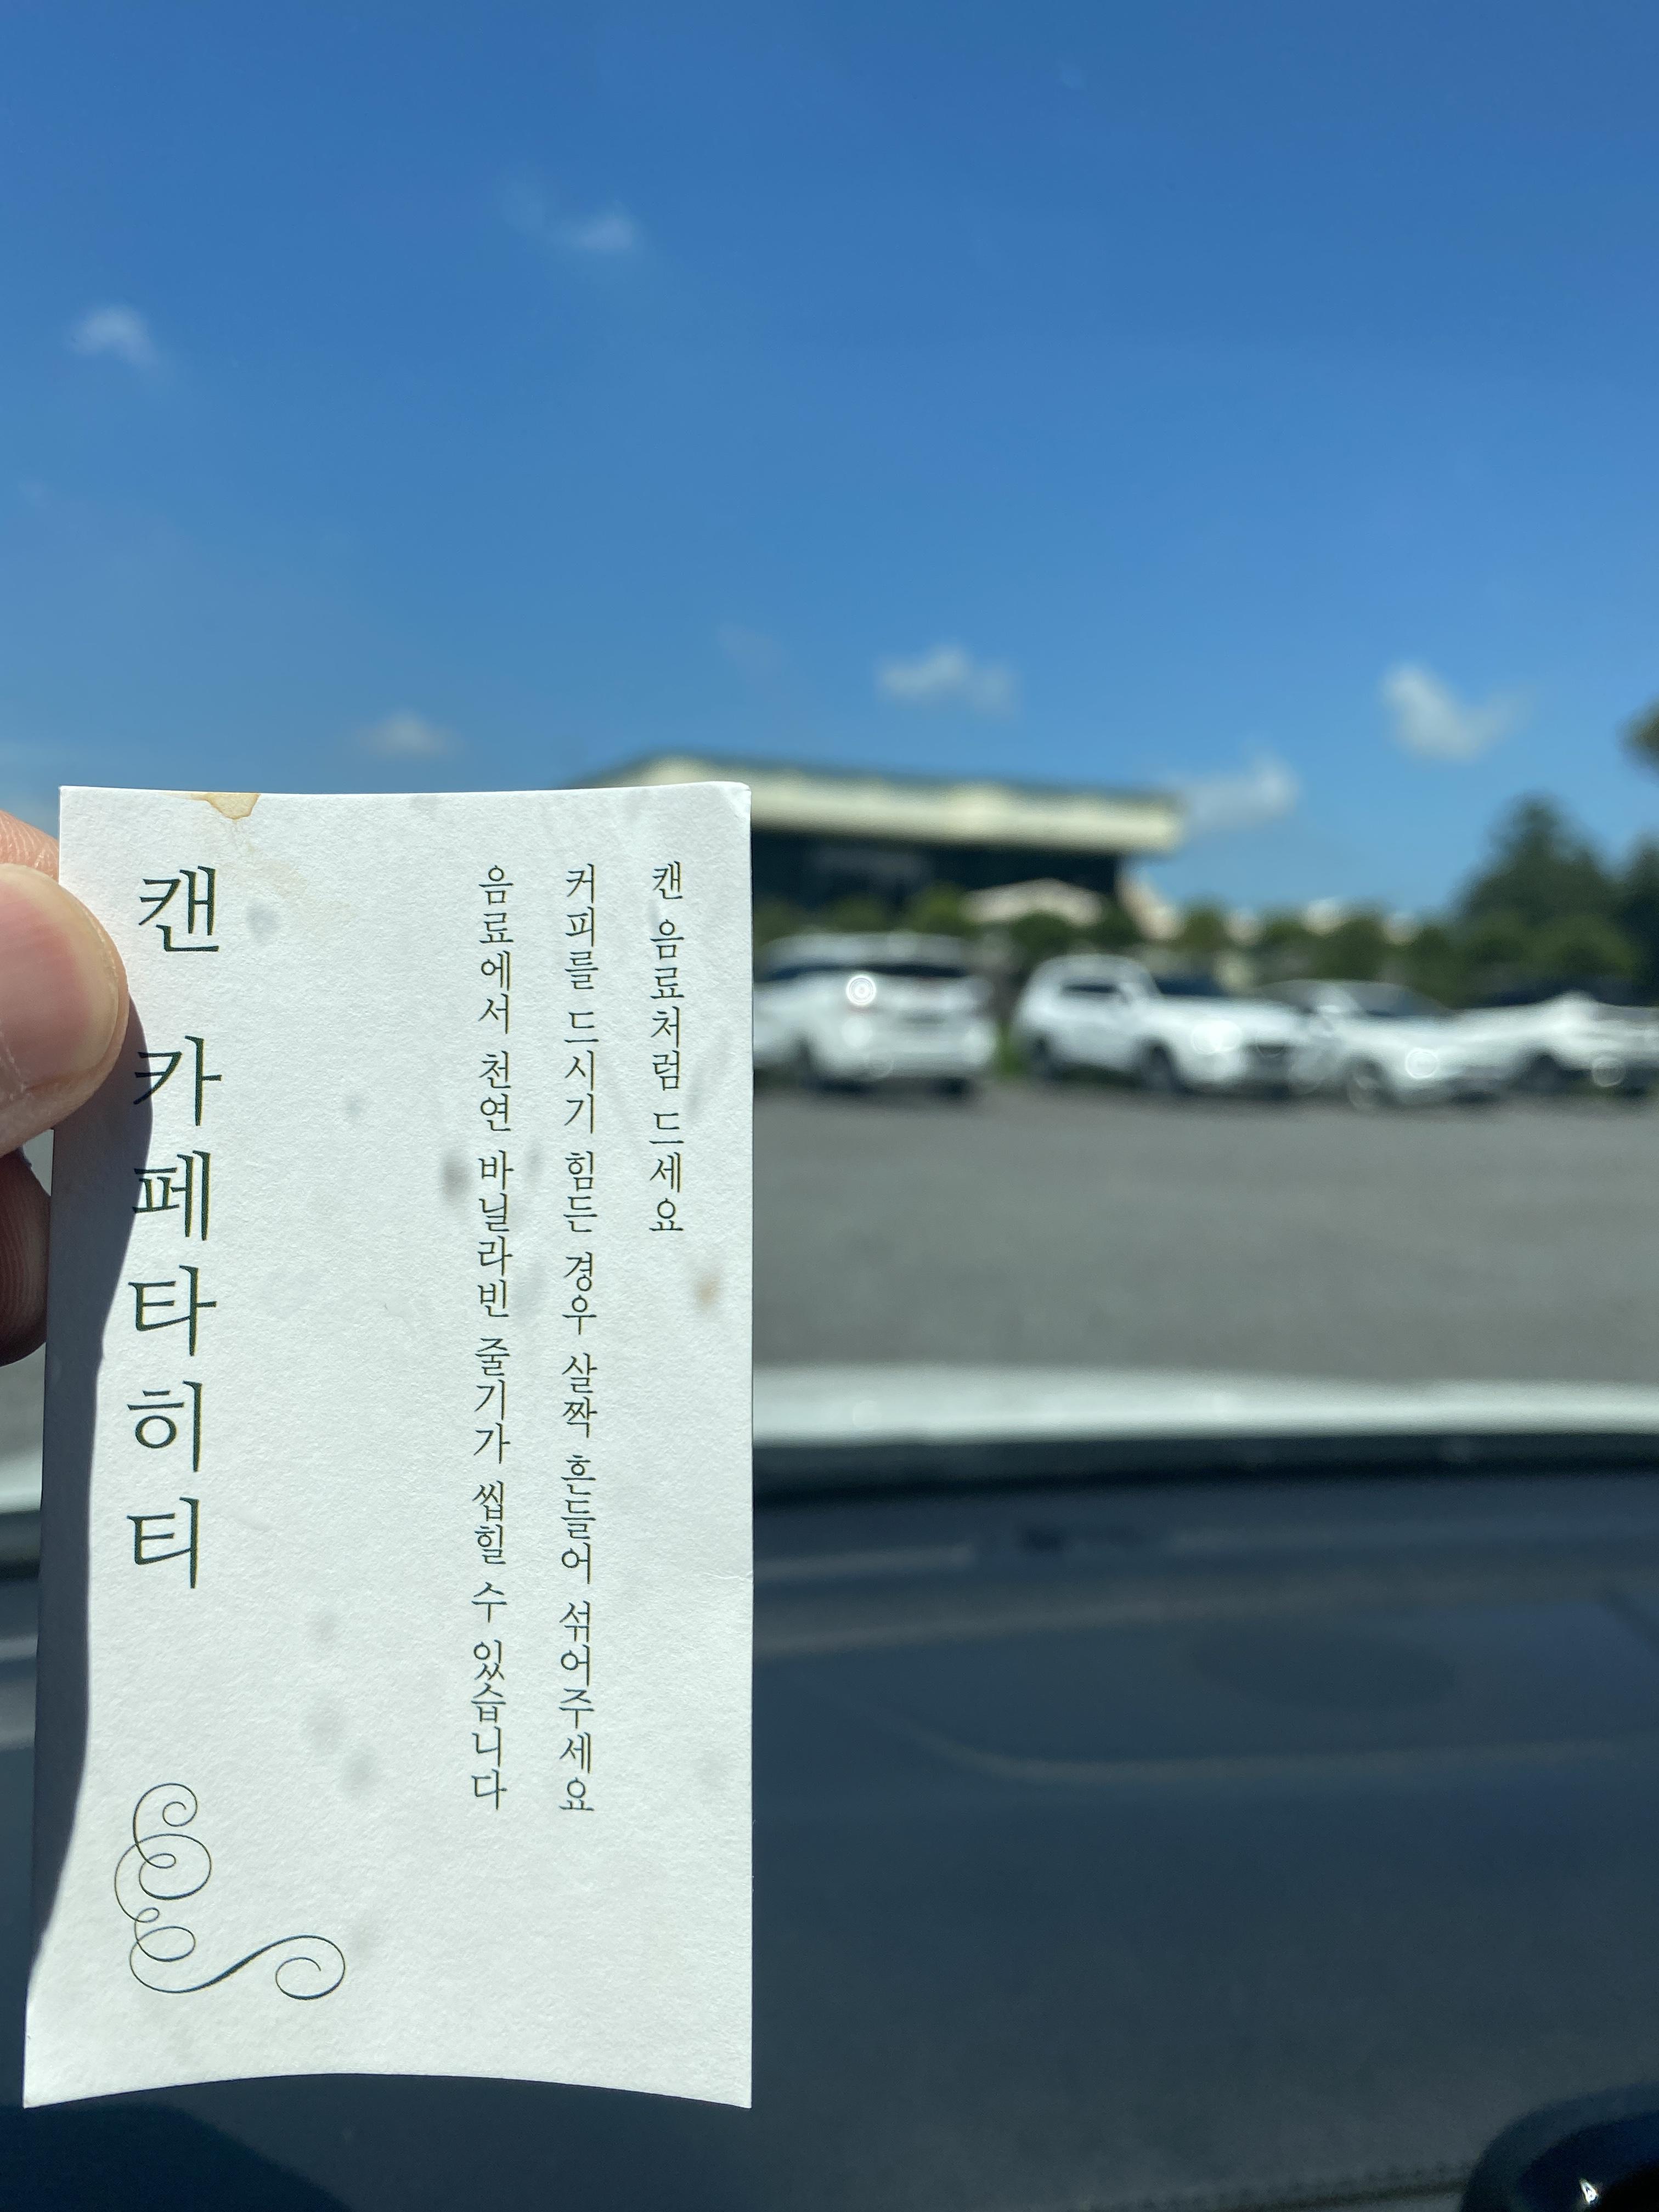 캔 음료처럼 드세요
커피를 드시기 힘든 경우 살짝 흔들어 섞어주세요
음료에서 천연 바닐라빈 줄기가 씹힐 수 있습니다
캔 카페타히티